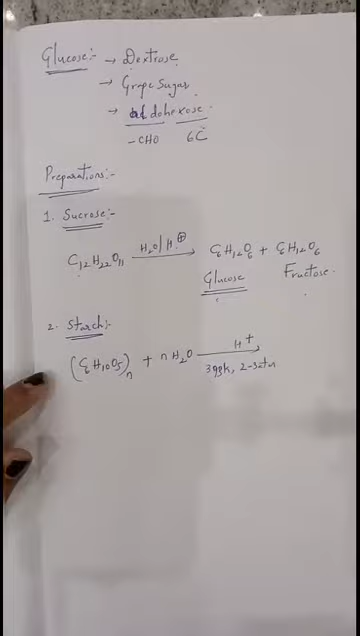 Glucose:- → Dextrose.
→ Grape Sugar
→ aldohexose.
-CHO 6C
Preparations:-
1. Sucrose:-
C12H22O11 H2O/H⊕ → C6H12O6 + C6H12O6
Glucose Fructose.
2. Starch:-
(C6H10O5)n + nH2O H+ →
393K, 2-3atm